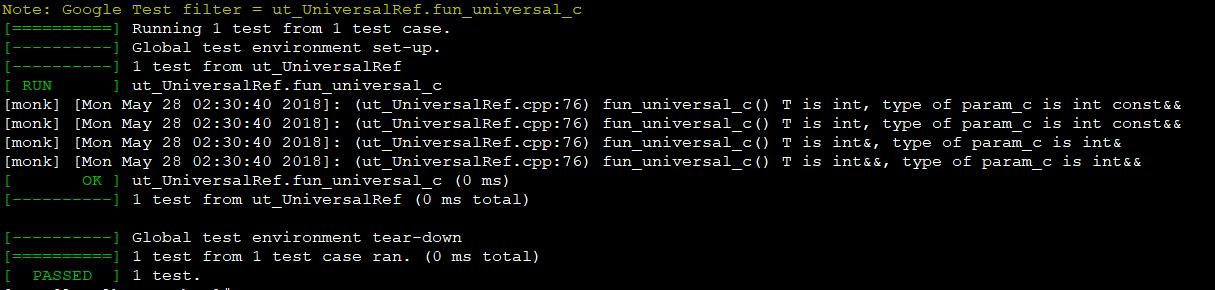 Note: Google Test filter = ut_UniversalRef.fun_universal_c
[==========] Running 1 test from 1 test case.
[----------] Global test environment set-up.
[----------] 1 test from ut_UniversalRef
[ RUN      ] ut_UniversalRef.fun_universal_c
[monk] [Mon May 28 02:30:40 2018]: (ut_UniversalRef.cpp:76) fun_universal_c() T is int, type of param_c is int const&&
[monk] [Mon May 28 02:30:40 2018]: (ut_UniversalRef.cpp:76) fun_universal_c() T is int, type of param_c is int const&&
[monk] [Mon May 28 02:30:40 2018]: (ut_UniversalRef.cpp:76) fun_universal_c() T is int&, type of param_c is int&
[monk] [Mon May 28 02:30:40 2018]: (ut_UniversalRef.cpp:76) fun_universal_c() T is int&&, type of param_c is int&&
[       OK ] ut_UniversalRef.fun_universal_c (0 ms)
[----------] 1 test from ut_UniversalRef (0 ms total)
[----------] Global test environment tear-down
[==========] 1 test from 1 test case ran. (0 ms total)
[  PASSED  ] 1 test.